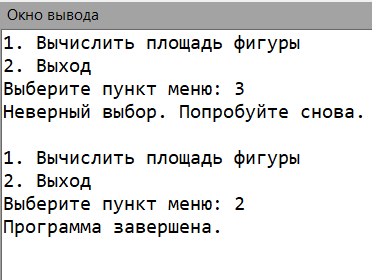 Окно вывода
1. Вычислить площадь фигуры
2. Выход
Выберите пункт меню: 3
Неверный выбор. Попробуйте снова.
1. Вычислить площадь фигуры
2. Выход
Выберите пункт меню: 2
Программа завершена.